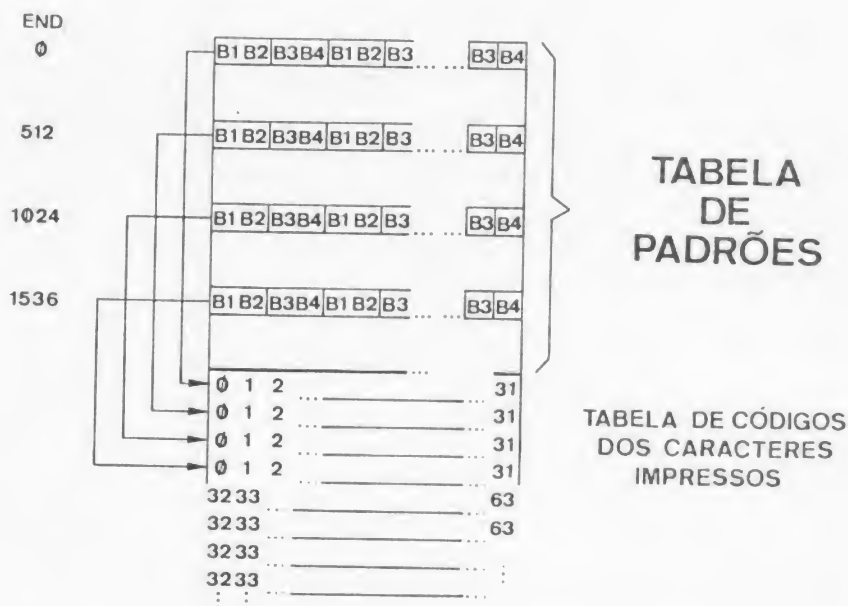 END
Ø B1 B2 B3 B4 B1 B2 B3 ... ... B3 B4
512 B1 B2 B3 B4 B1 B2 B3 ... ... B3 B4
1024 B1 B2 B3 B4 B1 B2 B3 ... ... B3 B4
1536 B1 B2 B3 B4 B1 B2 B3 ... ... B3 B4
TABELA
DE
PADRÕES
Ø 1 2 ... ... 31
Ø 1 2 ... ... 31
Ø 1 2 ... ... 31
Ø 1 2 ... ... 31
TABELA DE CÓDIGOS
DOS CARACTERES
IMPRESSOS
32 33 ... ... 63
32 33 ... ... 63
32 33 ... ...
32 33 ... ...